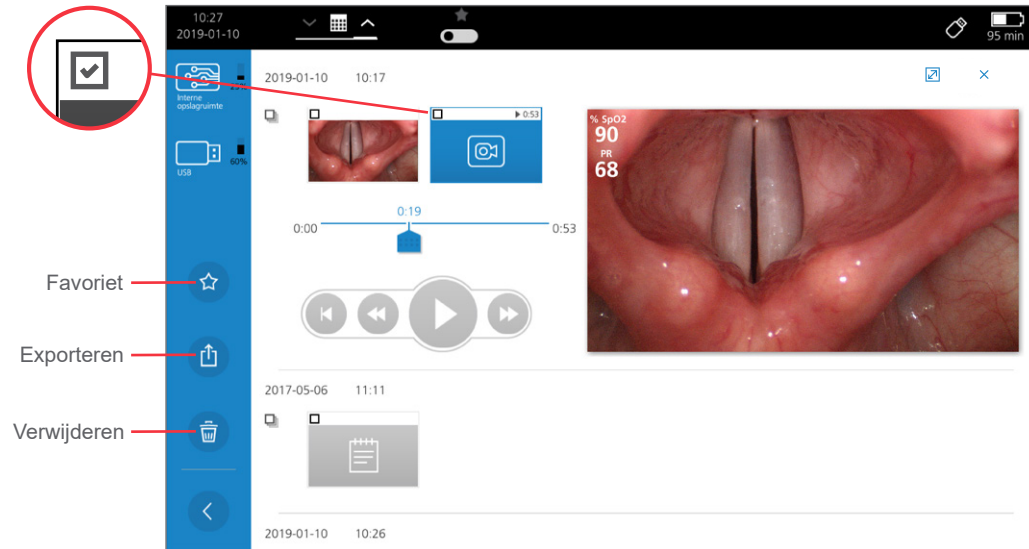 10:27
2019-01-10
95 min
Interne
opslagruimte
USB
60%
Favoriet
Exporteren
Verwijderen
2019-01-10 10:17
0:53
% SpO2
90
PR
68
0:19
0:00
0:53
2017-05-06 11:11
2019-01-10 10:26